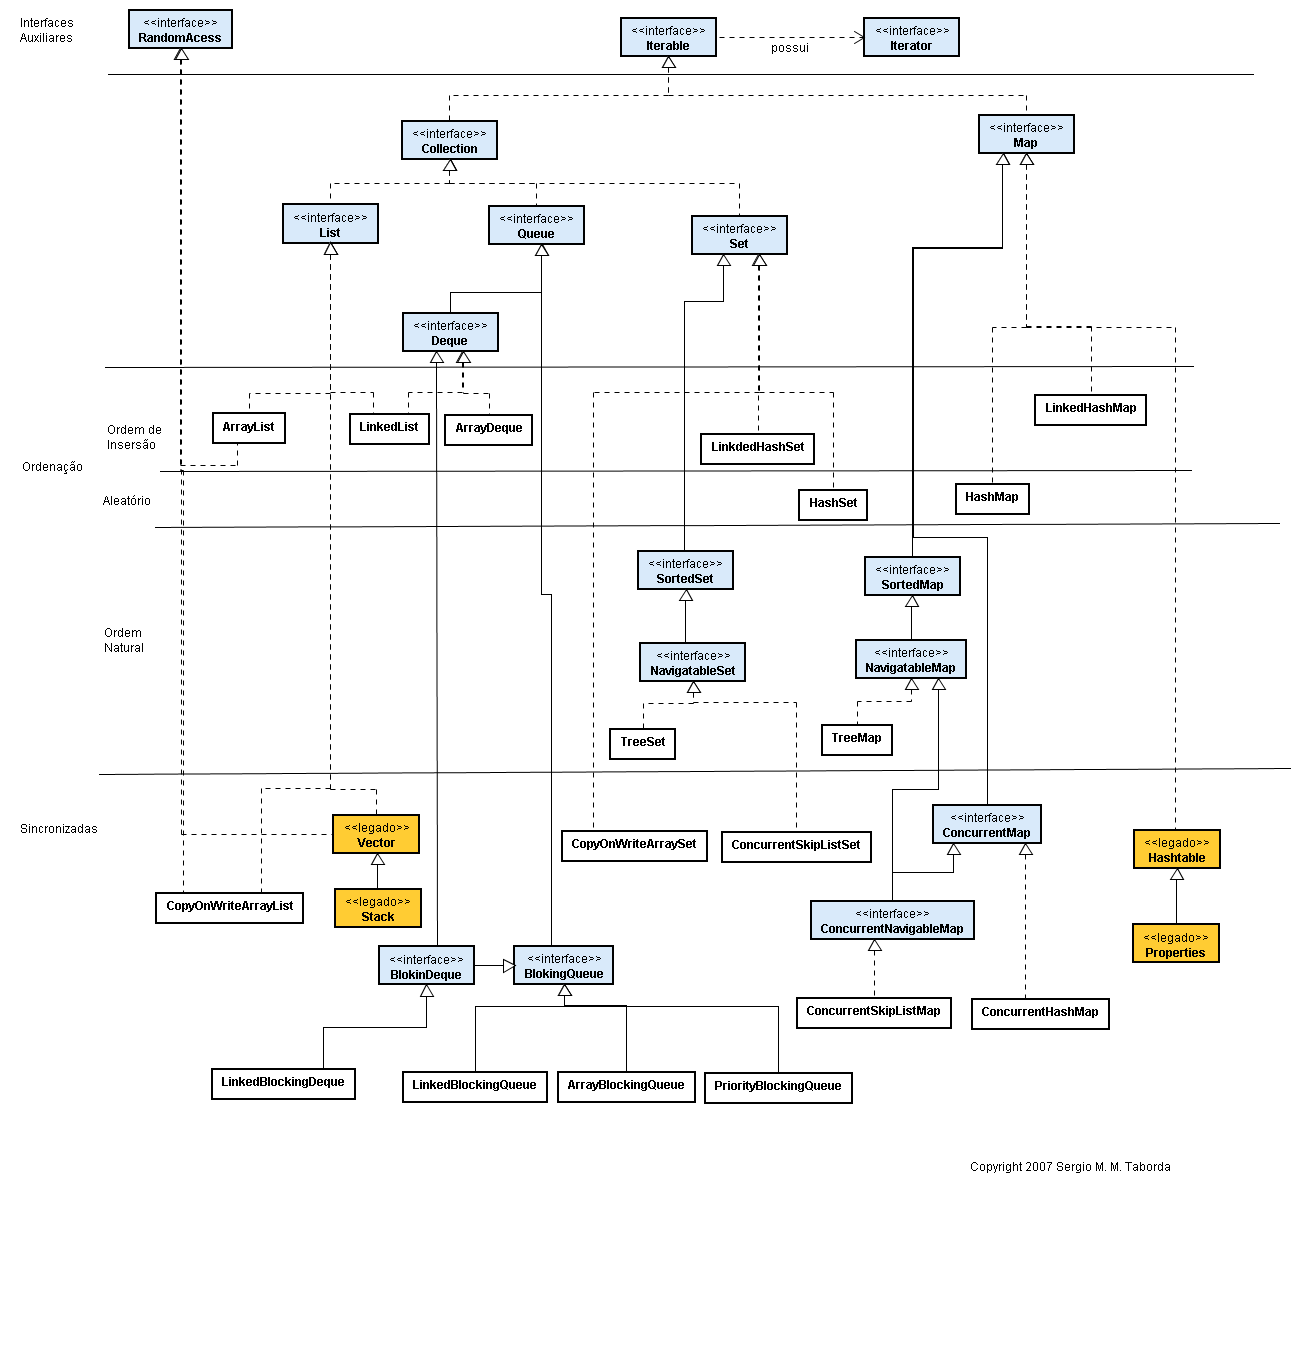 Interfaces
Auxiliares
<<interface>>
RandomAcess
<<interface>>
Iterable
possui
<<interface>>
Iterator
<<interface>>
Collection
<<interface>>
Map
<<interface>>
List
<<interface>>
Queue
<<interface>>
Set
<<interface>>
Deque
Ordenação
Ordem de
Insersão
ArrayList
LinkedList
ArrayDeque
LinkdedHashSet
LinkedHashMap
Aleatório
HashSet
HashMap
Ordem
Natural
<<interface>>
SortedSet
<<interface>>
SortedMap
<<interface>>
NavigatableSet
<<interface>>
NavigatableMap
TreeSet
TreeMap
Sincronizadas
<<legado>>
Vector
CopyOnWriteArraySet
ConcurrentSkipListSet
<<interface>>
ConcurrentMap
<<legado>>
Hashtable
CopyOnWriteArrayList
<<legado>>
Stack
<<interface>>
ConcurrentNavigableMap
<<legado>>
Properties
<<interface>>
BlokinDeque
<<interface>>
BlokingQueue
ConcurrentSkipListMap
ConcurrentHashMap
LinkedBlockingDeque
LinkedBlockingQueue
ArrayBlockingQueue
PriorityBlockingQueue
Copyright 2007 Sergio M. M. Taborda